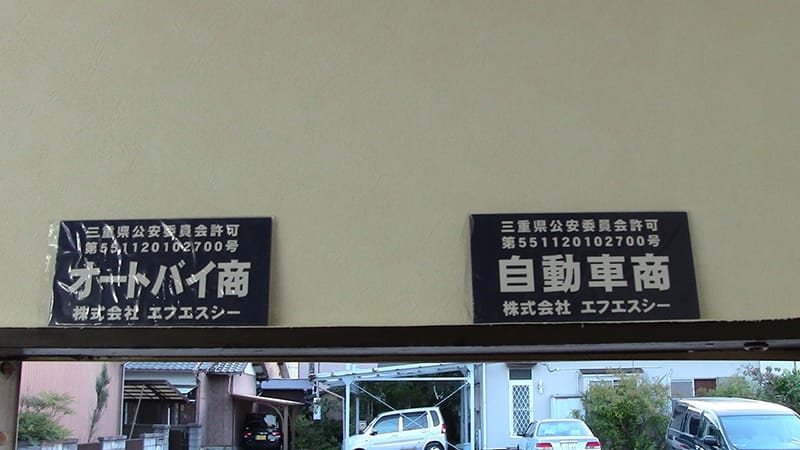 三重県公安委員会許可
第551120102700号
オートバイ商
株式会社 エフエスシー
三重県公安委員会許可
第551120102700号
自動車商
株式会社 エフエスシー